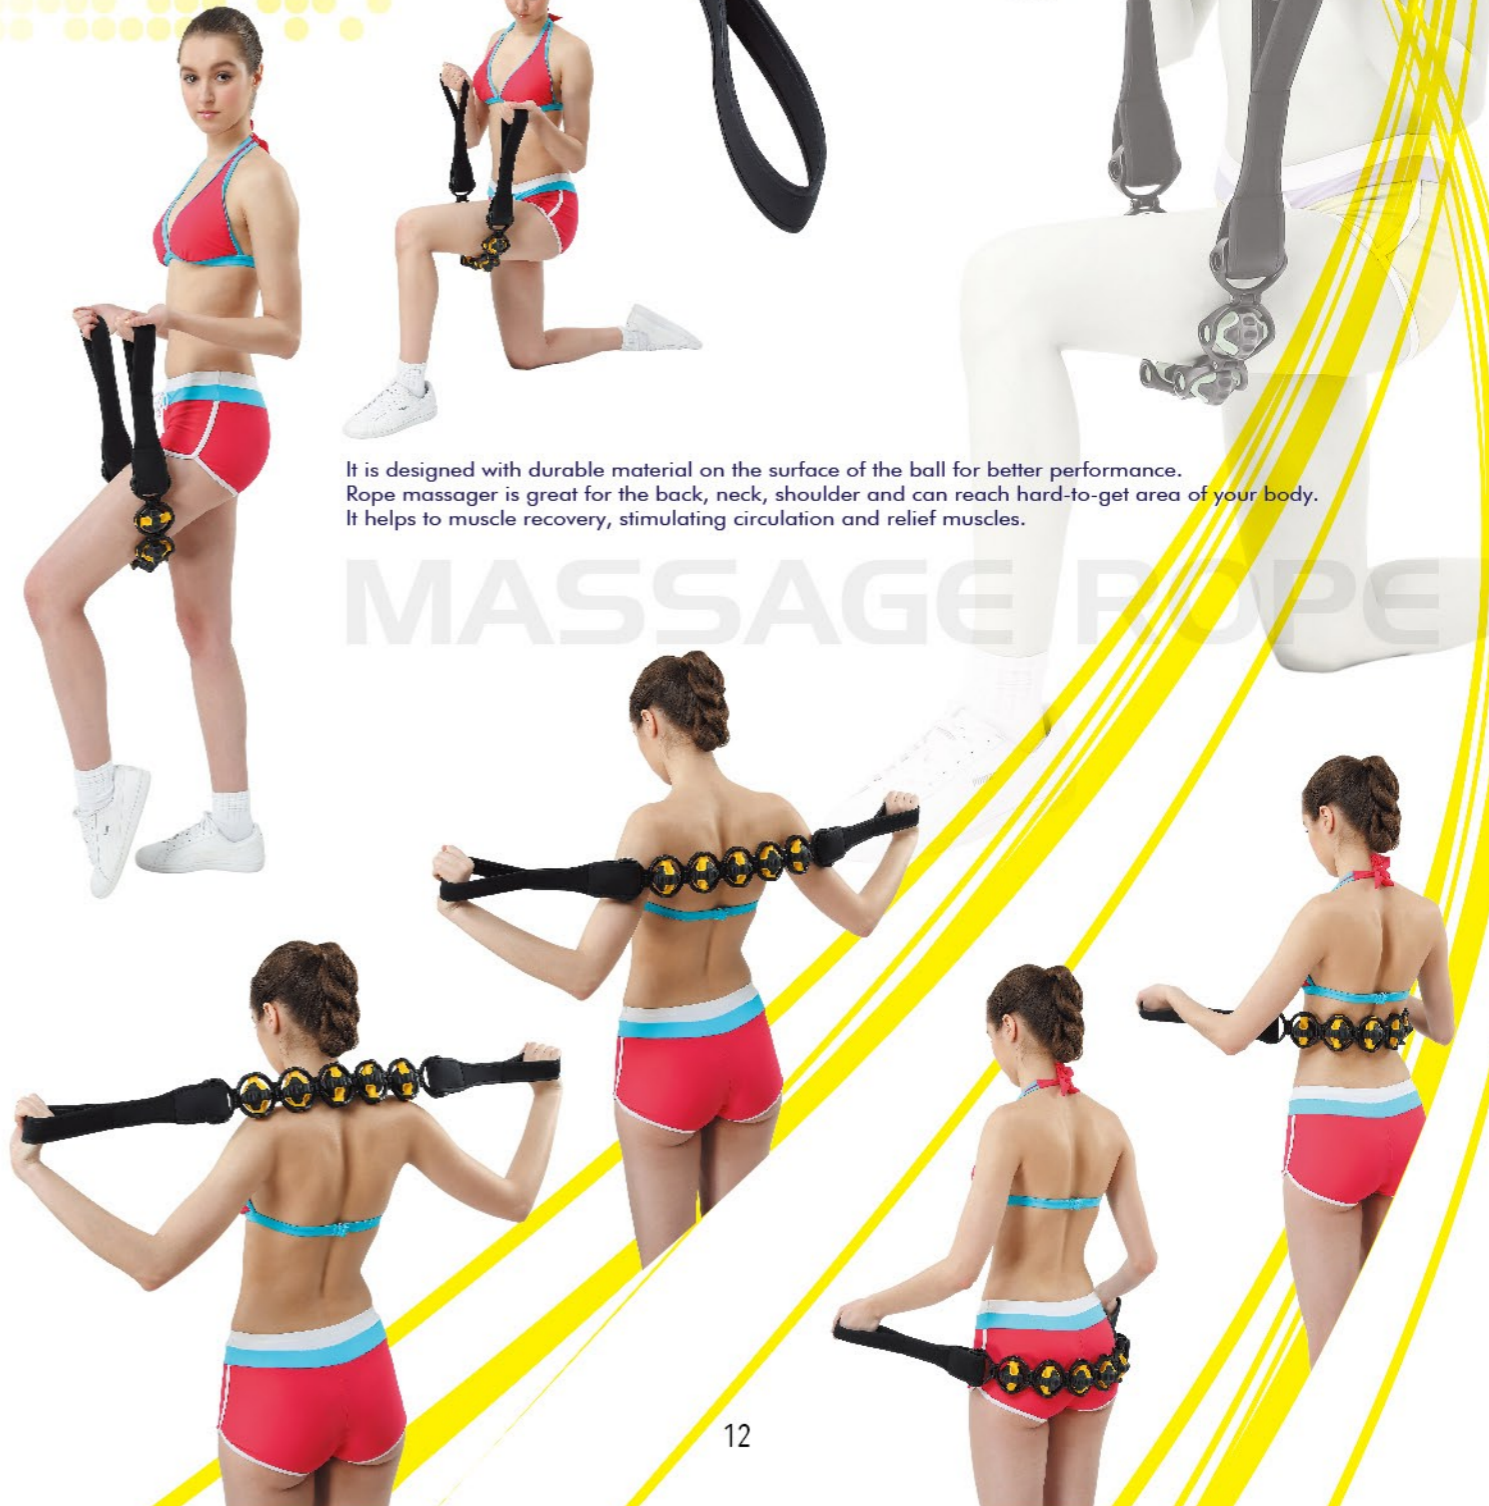 It is designed with durable material on the surface of the ball for better performance.
Rope massager is great for the back, neck, shoulder and can reach hard-to-get area of your body.
It helps to muscle recovery, stimulating circulation and relief muscles.
MASSAGE ROPE
12